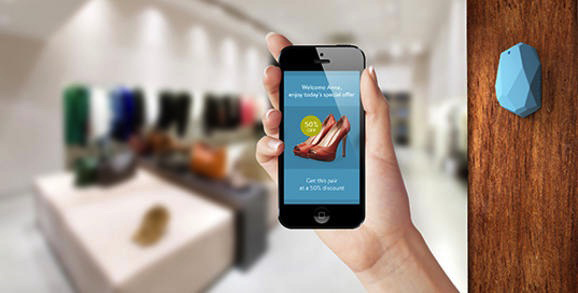 Welcome Anna,
enjoy today's special offer
50%
OFF
Get this pair
at a 50% discount